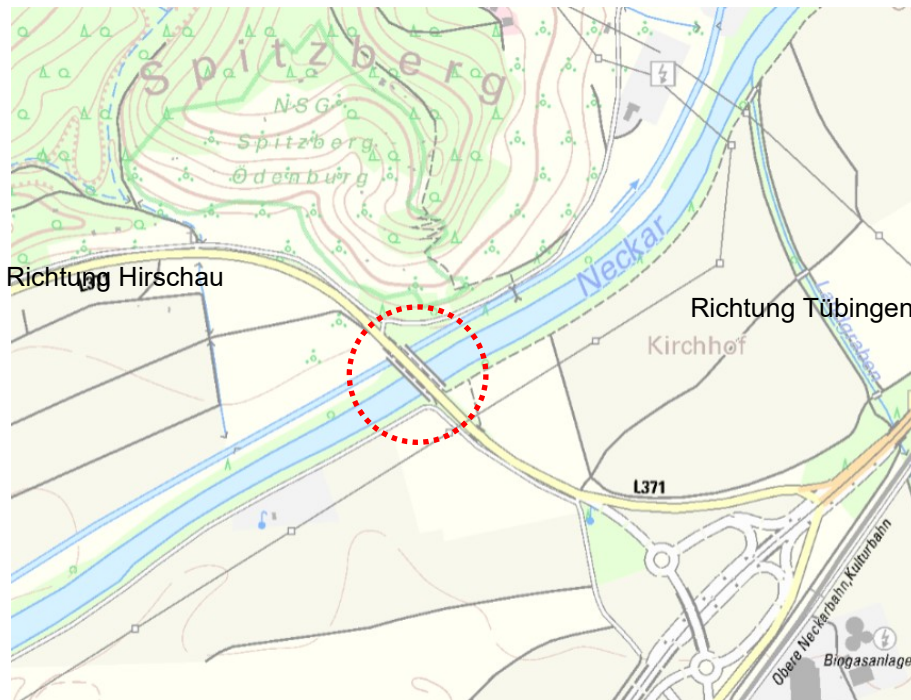 Spitzberg
NSG
Spitzberg
Ödenburg
Neckar
Richtung Hirschau
Richtung Tübingen
Kirchhof
L371
Obere Neckarbahn,Kulturbahn
Biogasanlage